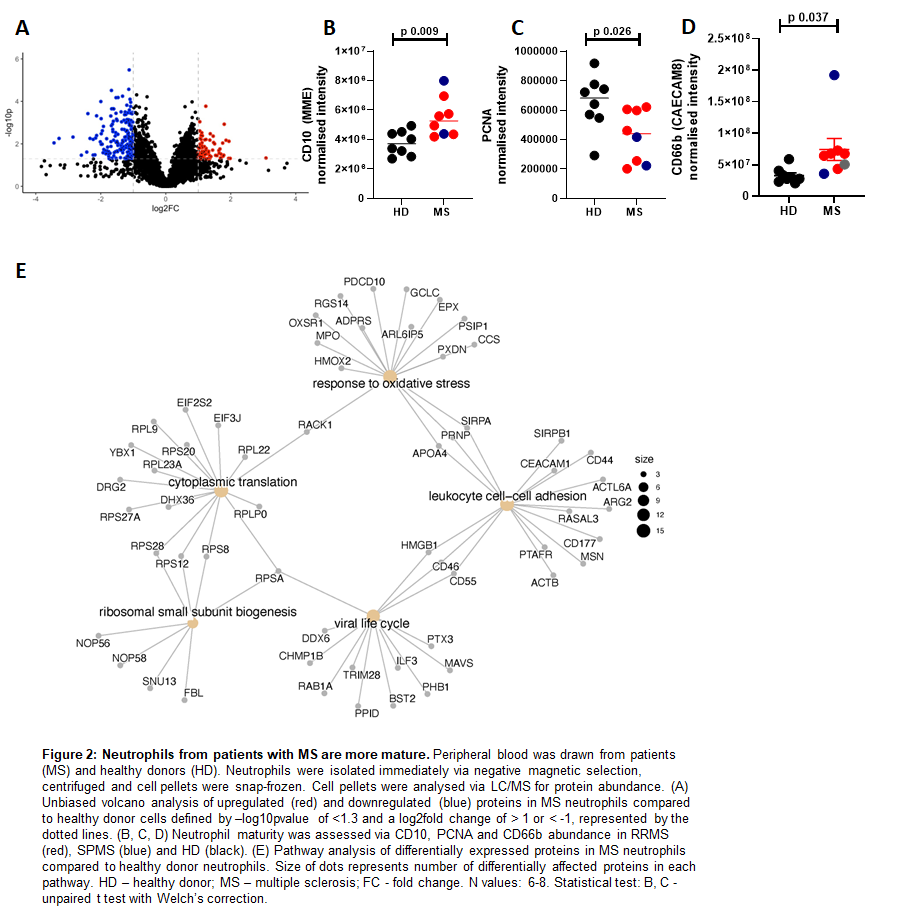 A
-log10p
6
4
2
0
-4
-2
0
2
4
log2FC
B
p 0.009
CD10 (MME)
normalised intensity
1×10⁷
8×10⁶
6×10⁶
4×10⁶
2×10⁶
0
HD
MS
C
p 0.026
PCNA
normalised intensity
1000000
800000
600000
400000
200000
0
HD
MS
D
p 0.037
CD66b (CAECAM8)
normalised intensity
2.5×10⁸
2×10⁸
1.5×10⁸
1×10⁸
5×10⁷
0
HD
MS
E
PDCD10
GCLC
RGS14
EPX
OXSR1
ADPRS
PSIP1
MPO
ARL6IP5
CCS
PXDN
HMOX2
response to oxidative stress
EIF2S2
EIF3J
RACK1
SIRPA
RPL9
PRNP
SIRPB1
YBX1
RPS20
RPL22
APOA4
RPL23A
CEACAM1
CD44
cytoplasmic translation
DRG2
ACTL6A
leukocyte cell−cell adhesion
DHX36
ARG2
RPS27A
RPLP0
RASAL3
size
3
6
9
12
15
RPS28
RPS8
HMGB1
CD177
RPS12
PTAFR
MSN
CD46
RPSA
CD55
ACTB
ribosomal small subunit biogenesis
viral life cycle
NOP56
DDX6
PTX3
NOP58
CHMP1B
ILF3
MAVS
TRIM28
SNU13
RAB1A
PHB1
FBL
BST2
PPID
Figure 2: Neutrophils from patients with MS are more mature. Peripheral blood was drawn from patients
(MS) and healthy donors (HD). Neutrophils were isolated immediately via negative magnetic selection,
centrifuged and cell pellets were snap-frozen. Cell pellets were analysed via LC/MS for protein abundance. (A)
Unbiased volcano analysis of upregulated (red) and downregulated (blue) proteins in MS neutrophils compared
to healthy donor cells defined by –log10pvalue of <1.3 and a log2fold change of > 1 or < -1, represented by the
dotted lines. (B, C, D) Neutrophil maturity was assessed via CD10, PCNA and CD66b abundance in RRMS
(red), SPMS (blue) and HD (black). (E) Pathway analysis of differentially expressed proteins in MS neutrophils
compared to healthy donor neutrophils. Size of dots represents number of differentially affected proteins in each
pathway. HD – healthy donor; MS – multiple sclerosis; FC - fold change. N values: 6-8. Statistical test: B, C -
unpaired t test with Welch's correction.